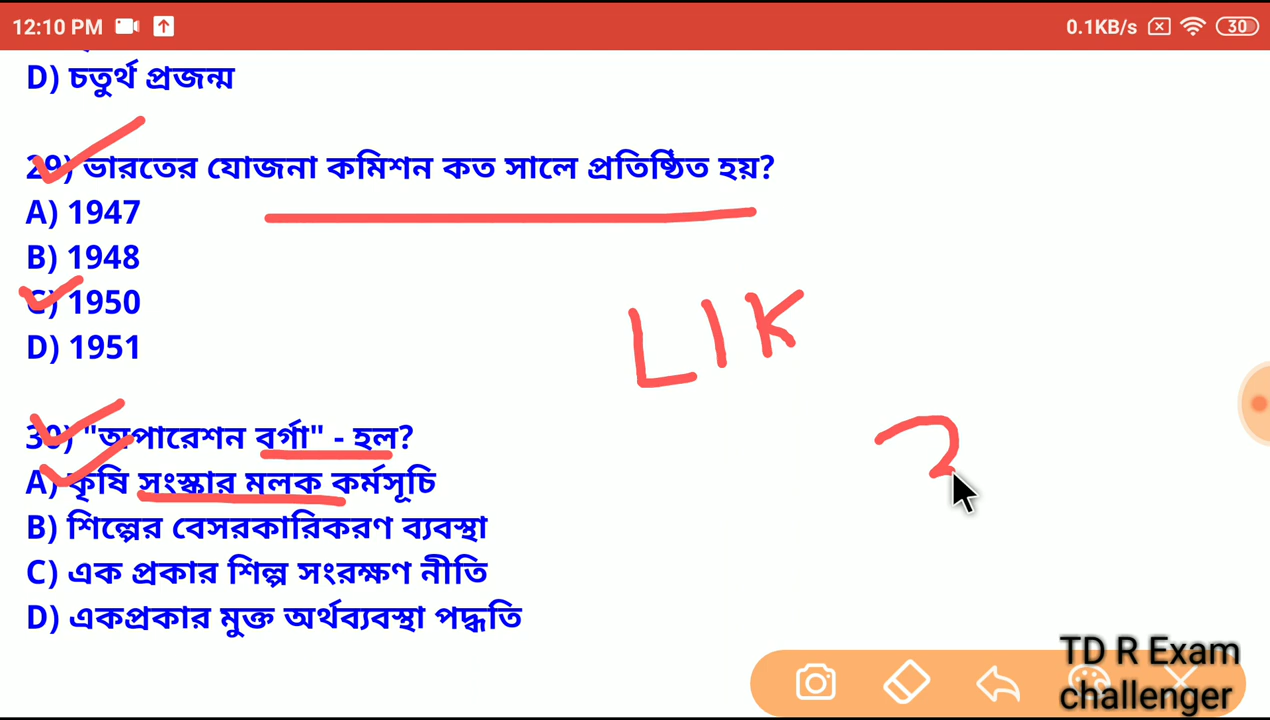 12:10 PM 0.1KB/s 30
D) চতুর্থ প্রজন্ম
29) ভারতের যোজনা কমিশন কত সালে প্রতিষ্ঠিত হয়?
A) 1947
B) 1948
C) 1950
D) 1951
LIK
30) "অপারেশন বর্গা" - হল?
A) কৃষি সংস্কার মলক কর্মসূচি
B) শিল্পের বেসরকারিকরণ ব্যবস্থা
C) এক প্রকার শিল্প সংরক্ষণ নীতি
D) একপ্রকার মুক্ত অর্থব্যবস্থা পদ্ধতি
TD R Exam
challenger